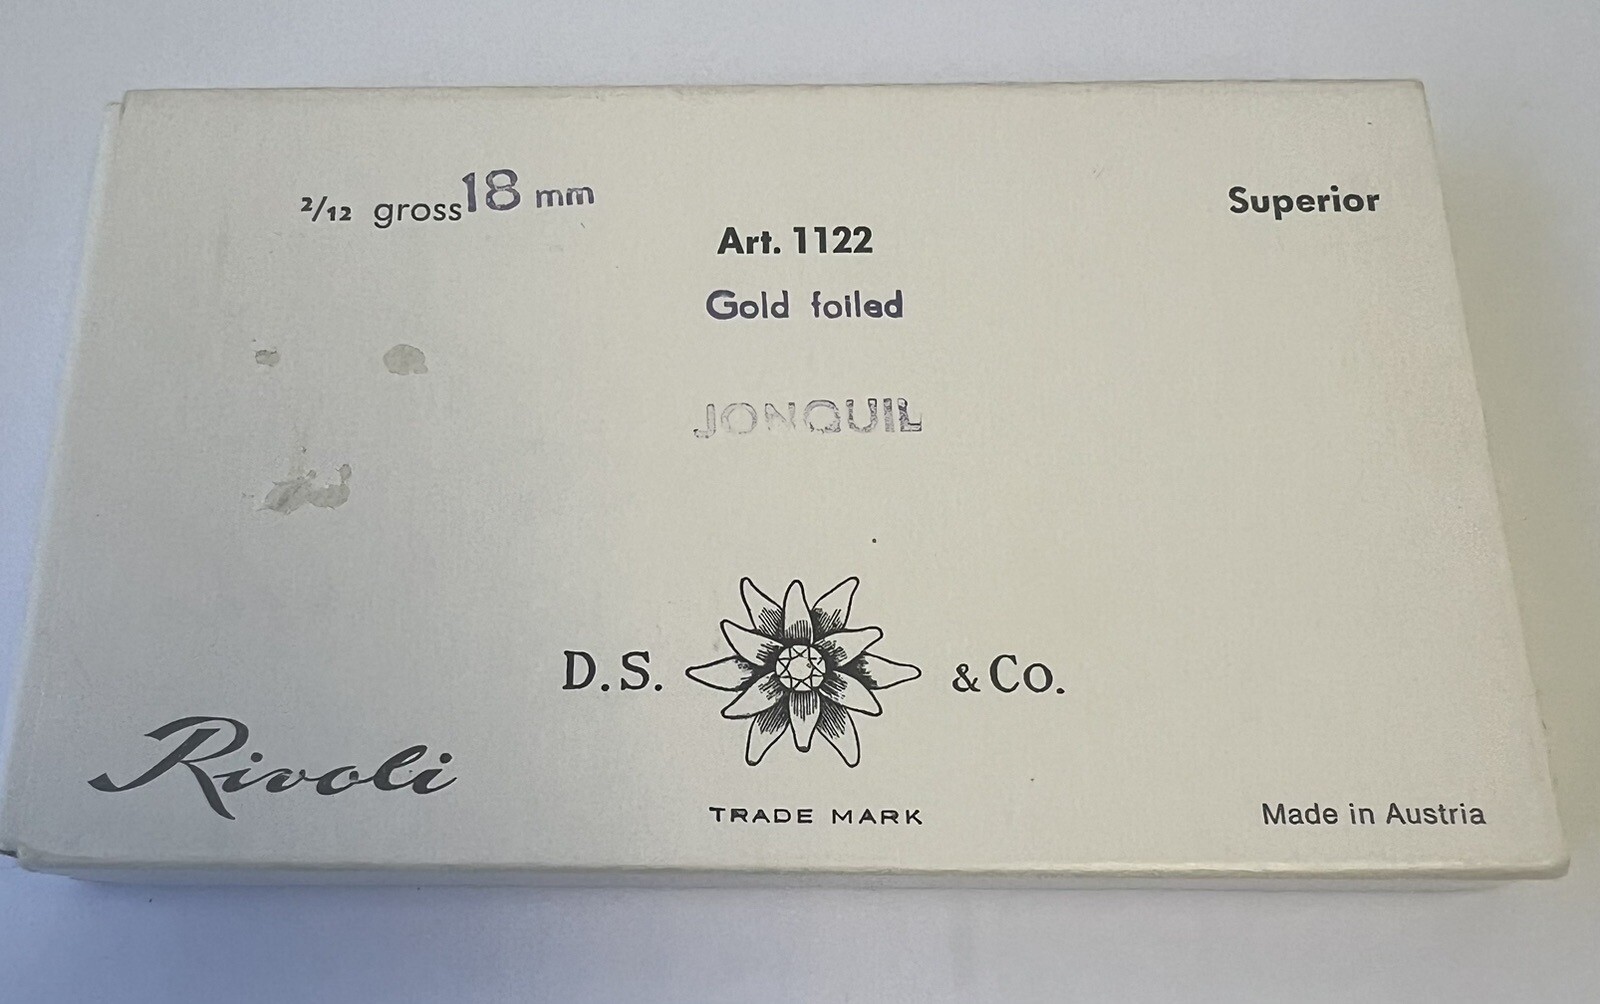 2/12 gross 18 mm
Superior
Art. 1122
Gold foiled
JONQUIL
D.S. & Co.
Rivoli
TRADE MARK
Made in Austria